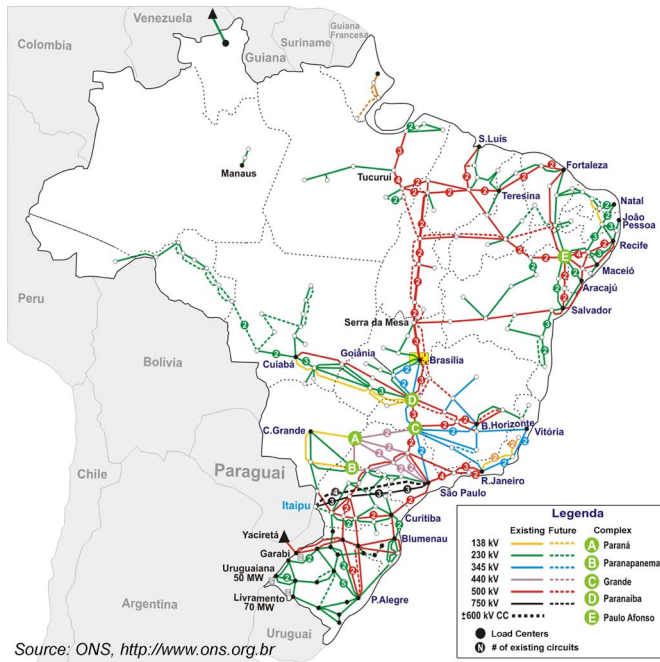 Venezuela
Colombia
Guiana
Suriname
Guiana
Francesa
Manaus
Tucurui
S.Luís
Fortaleza
Teresina
Natal
João
Pessoa
Recife
Maceió
Aracajú
Salvador
Peru
Bolivia
Serra da Mesa
Goiânia
Brasília
Cuiabá
C.Grande
B.Horizonte
Vitória
R.Janeiro
São Paulo
Chile
Paraguai
Itaipu
Curitiba
Blumenau
Yaciretá
Garabi
Uruguaiana
50 MW
Livramento
70 MW
P.Alegre
Argentina
Uruguai
A
B
C
D
E
Legenda
Existing Future Complex
138 kV A Paraná
230 kV B Paranapanema
345 kV C Grande
440 kV D Paranaiba
500 kV E Paulo Afonso
750 kV
±600 kV CC
Load Centers
N # of existing circuits
Source: ONS, http://www.ons.org.br